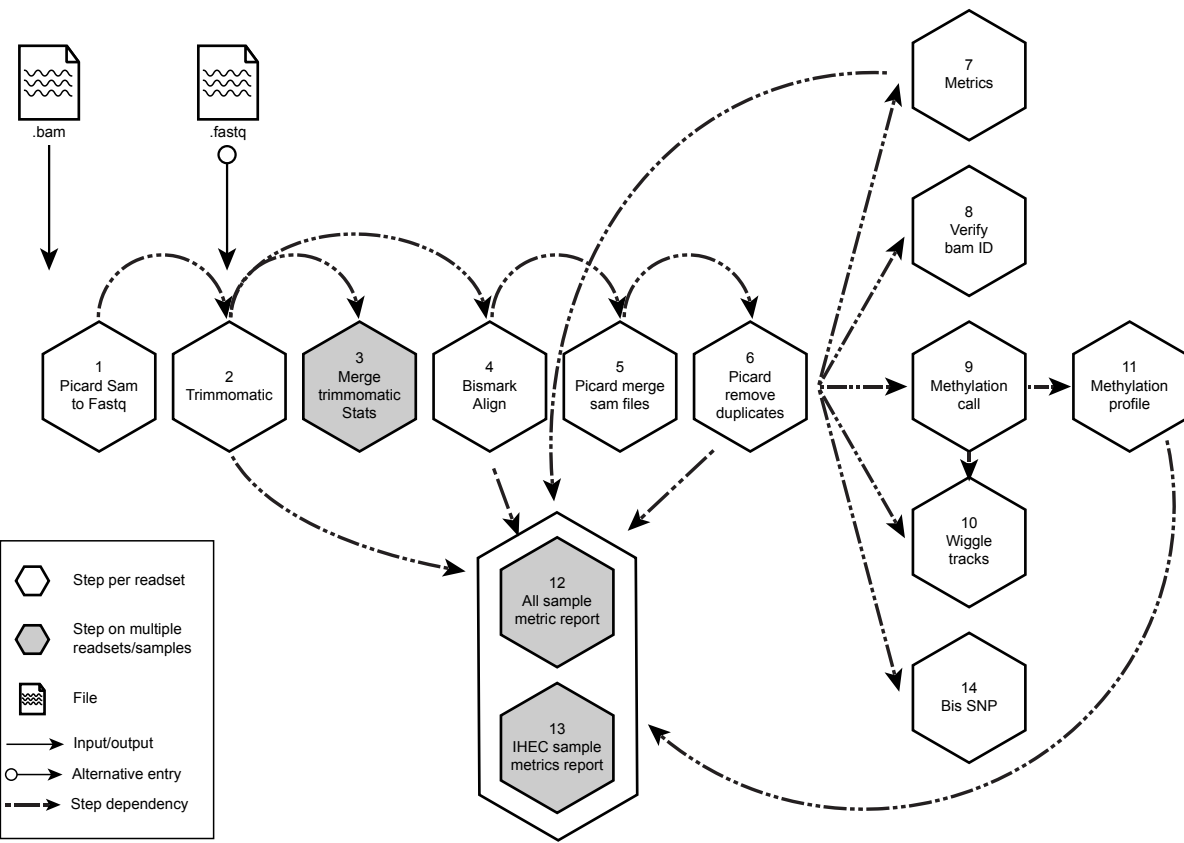 .bam
.fastq
7
Metrics
8
Verify
bam ID
1
Picard Sam
to Fastq
2
Trimmomatic
3
Merge
trimmomatic
Stats
4
Bismark
Align
5
Picard merge
sam files
6
Picard
remove
duplicates
9
Methylation
call
11
Methylation
profile
10
Wiggle
tracks
12
All sample
metric report
13
IHEC sample
metrics report
14
Bis SNP
Step per readset
Step on multiple
readsets/samples
File
Input/output
Alternative entry
Step dependency